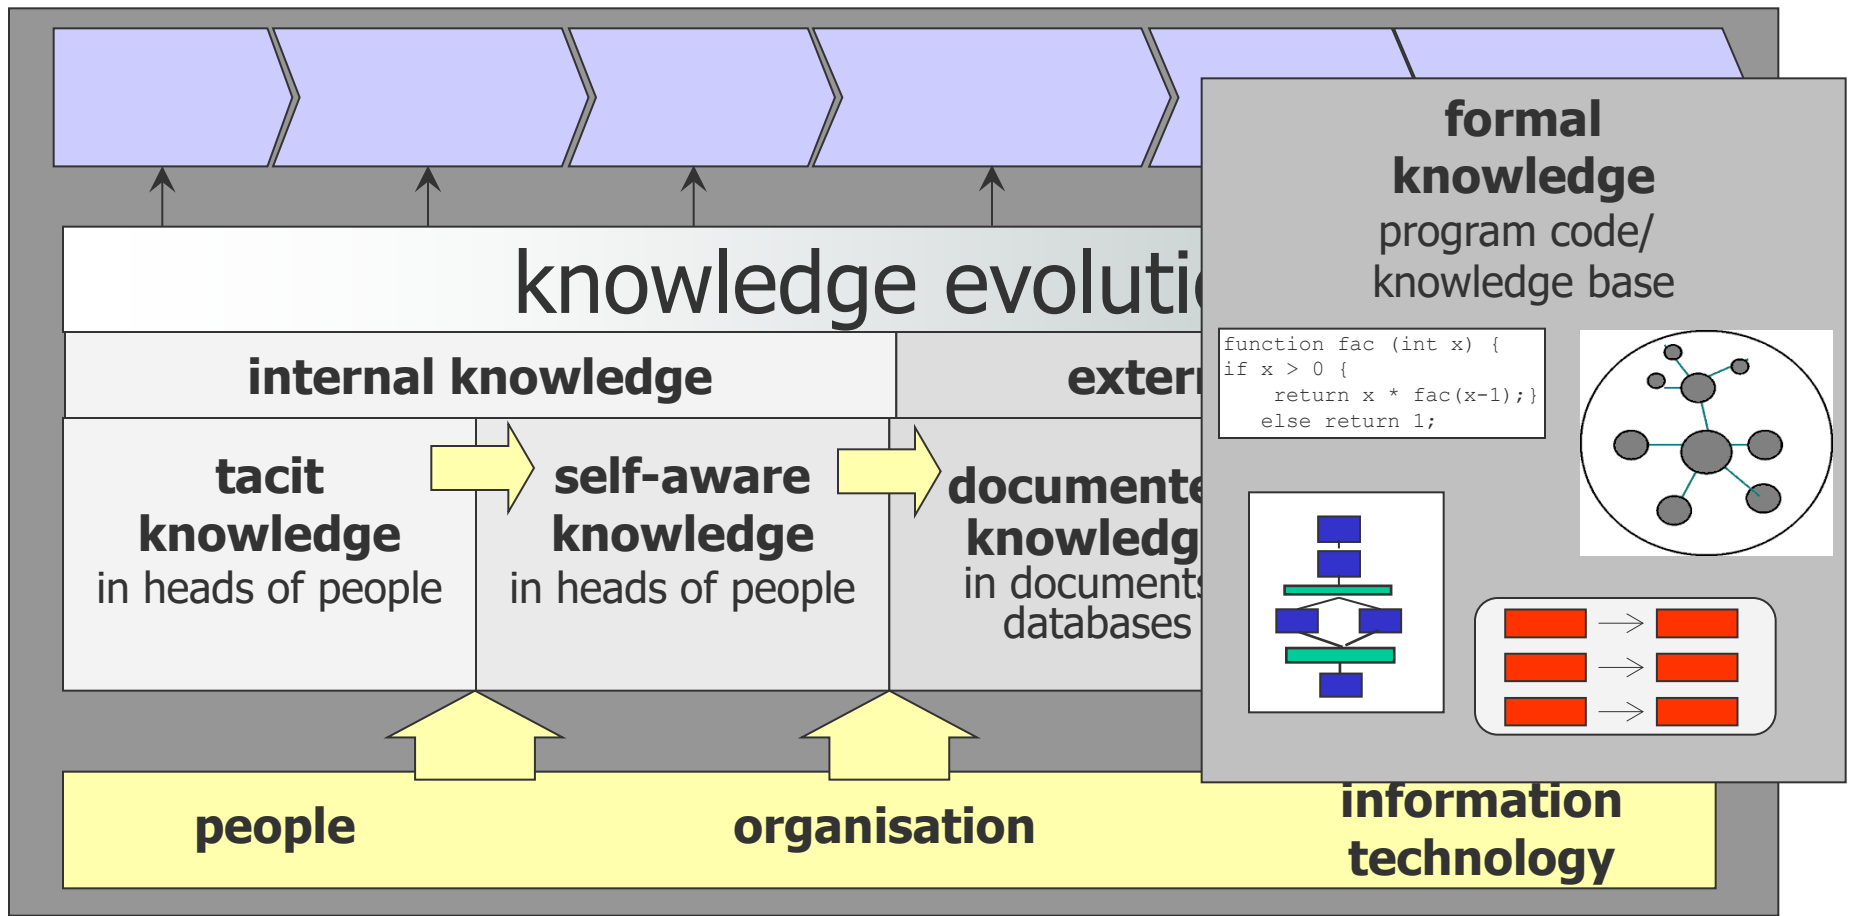 formal
knowledge
program code/
knowledge base
knowledge evoluti
internal knowledge
extern
function fac (int x) {
if x > 0 {
return x * fac(x-1);}
else return 1;
tacit
knowledge
in heads of people
self-aware
knowledge
in heads of people
documente
knowledg
in documents
databases
people
organisation
information
technology